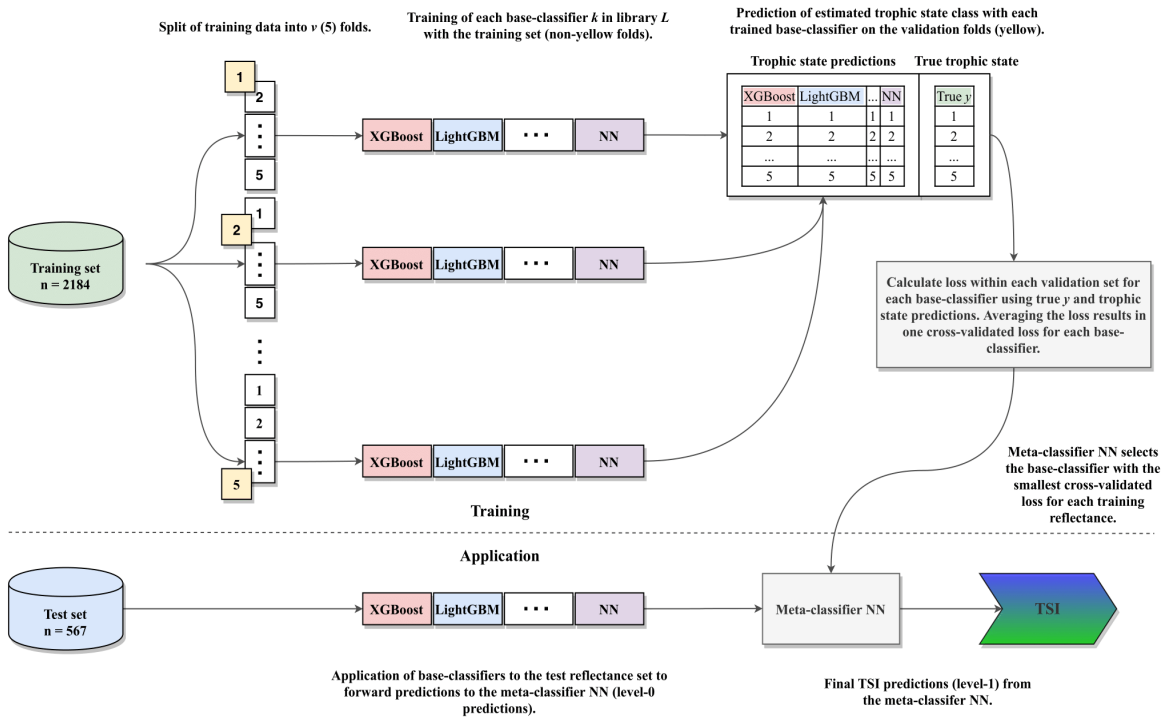 Split of training data into v (5) folds.
Training of each base-classifier k in library L
with the training set (non-yellow folds).
Prediction of estimated trophic state class with each
trained base-classifier on the validation folds (yellow).
Trophic state predictions
True trophic state
XGBoost LightGBM ... NN
True y
1 1 1 1
1
2 2 2 2
2
... ... ... ...
...
5 5 5 5
5
1
2
5
XGBoost LightGBM NN
1
2
5
XGBoost LightGBM NN
Training set
n = 2184
Calculate loss within each validation set for
each base-classifier using true y and trophic
state predictions. Averaging the loss results in
one cross-validated loss for each base-
classifier.
1
2
5
XGBoost LightGBM NN
Meta-classifier NN selects
the base-classifier with the
smallest cross-validated
loss for each training
reflectance.
Training
Application
Test set
n = 567
XGBoost LightGBM NN
Meta-classifier NN
TSI
Application of base-classifiers to the test reflectance set to
forward predictions to the meta-classifier NN (level-0
predictions).
Final TSI predictions (level-1) from
the meta-classifer NN.